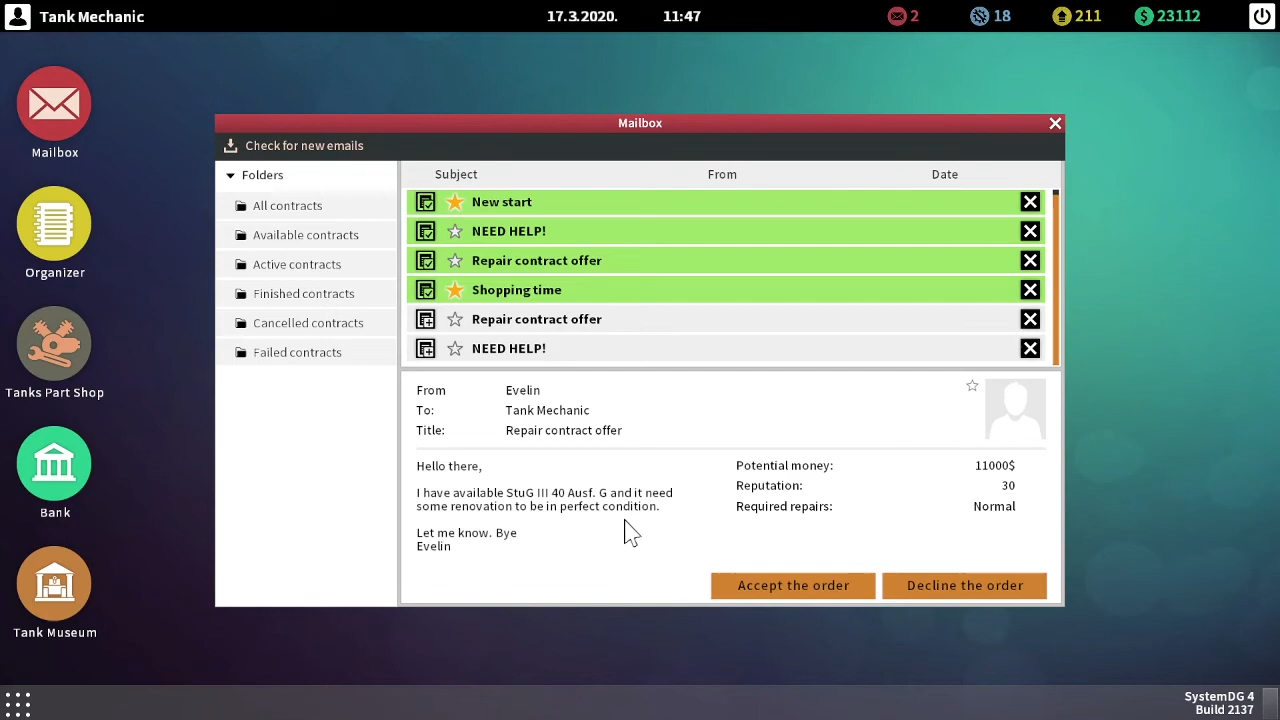 Tank Mechanic
17.3.2020.
11:47
2
18
211
$ 23112
Mailbox
Organizer
Tanks Part Shop
Bank
Tank Museum
Mailbox
Check for new emails
Folders
All contracts
Available contracts
Active contracts
Finished contracts
Cancelled contracts
Failed contracts
Subject From Date
New start
NEED HELP!
Repair contract offer
Shopping time
Repair contract offer
NEED HELP!
From Evelin
To: Tank Mechanic
Title: Repair contract offer
Hello there,
I have available StuG III 40 Ausf. G and it need
some renovation to be in perfect condition.
Let me know. Bye
Evelin
Potential money: 11000$
Reputation: 30
Required repairs: Normal
Accept the order
Decline the order
SystemDG 4
Build 2137